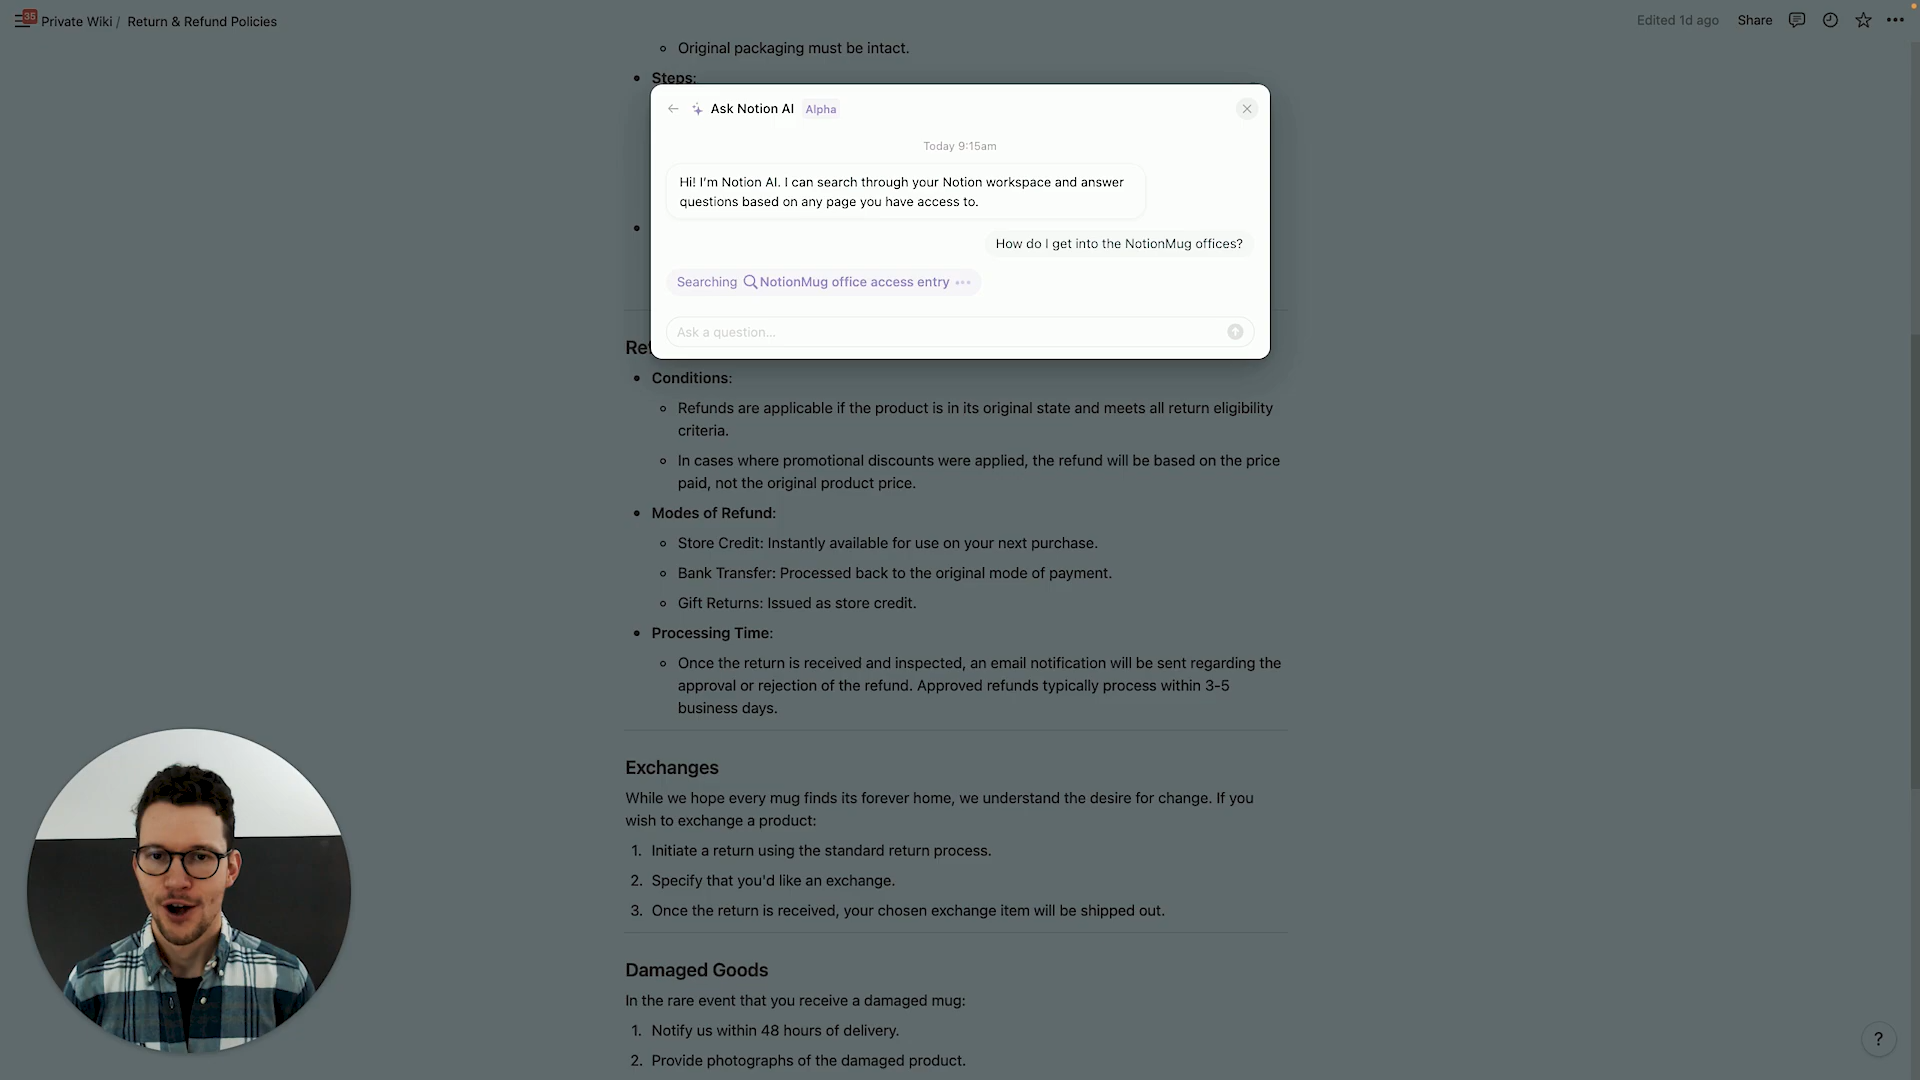 35
Private Wiki / Return & Refund Policies
Edited 1d ago
Share
Original packaging must be intact.
Steps:
Ask Notion AI Alpha
Today 9:15am
Hi! I'm Notion AI. I can search through your Notion workspace and answer
questions based on any page you have access to.
How do I get into the NotionMug offices?
Searching NotionMug office access entry
Ask a question...
Conditions:
Refunds are applicable if the product is in its original state and meets all return eligibility
criteria.
In cases where promotional discounts were applied, the refund will be based on the price
paid, not the original product price.
Modes of Refund:
Store Credit: Instantly available for use on your next purchase.
Bank Transfer: Processed back to the original mode of payment.
Gift Returns: Issued as store credit.
Processing Time:
Once the return is received and inspected, an email notification will be sent regarding the
approval or rejection of the refund. Approved refunds typically process within 3-5
business days.
Exchanges
While we hope every mug finds its forever home, we understand the desire for change. If you
wish to exchange a product:
1. Initiate a return using the standard return process.
2. Specify that you'd like an exchange.
3. Once the return is received, your chosen exchange item will be shipped out.
Damaged Goods
In the rare event that you receive a damaged mug:
1. Notify us within 48 hours of delivery.
2. Provide photographs of the damaged product.
?